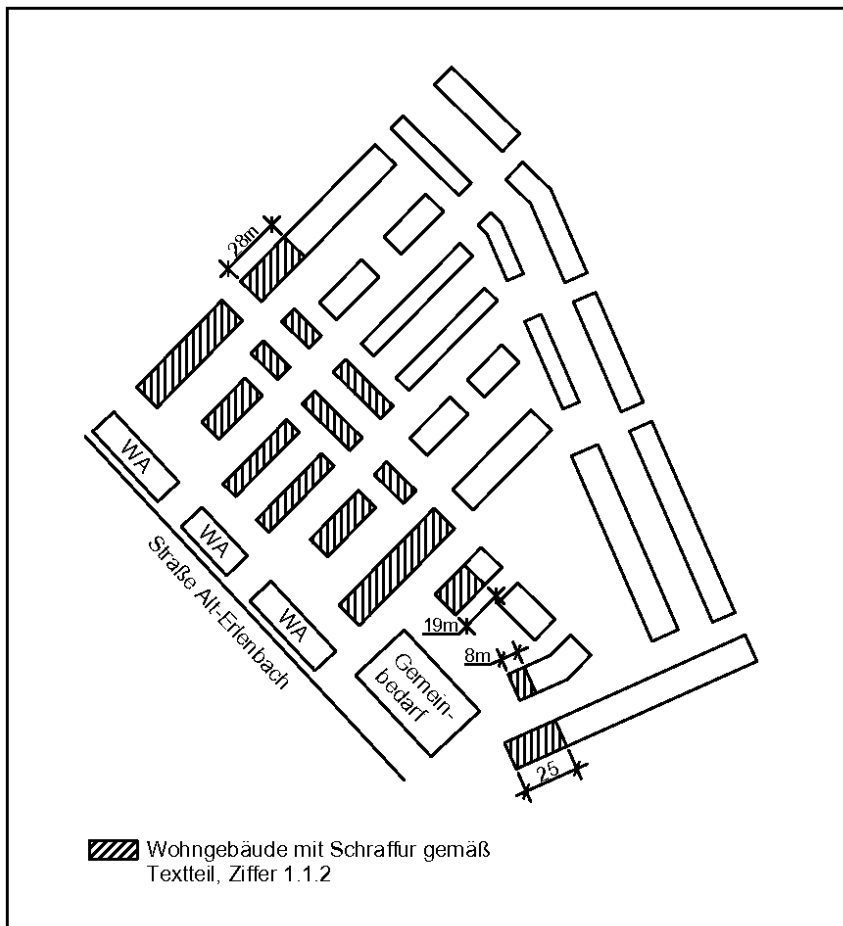 28m
WA
WA
WA
Straße Alt-Erlenbach
19m
8m
Gemein-
bedarf
25
Wohngebäude mit Schraffur gemäß
Textteil, Ziffer 1.1.2